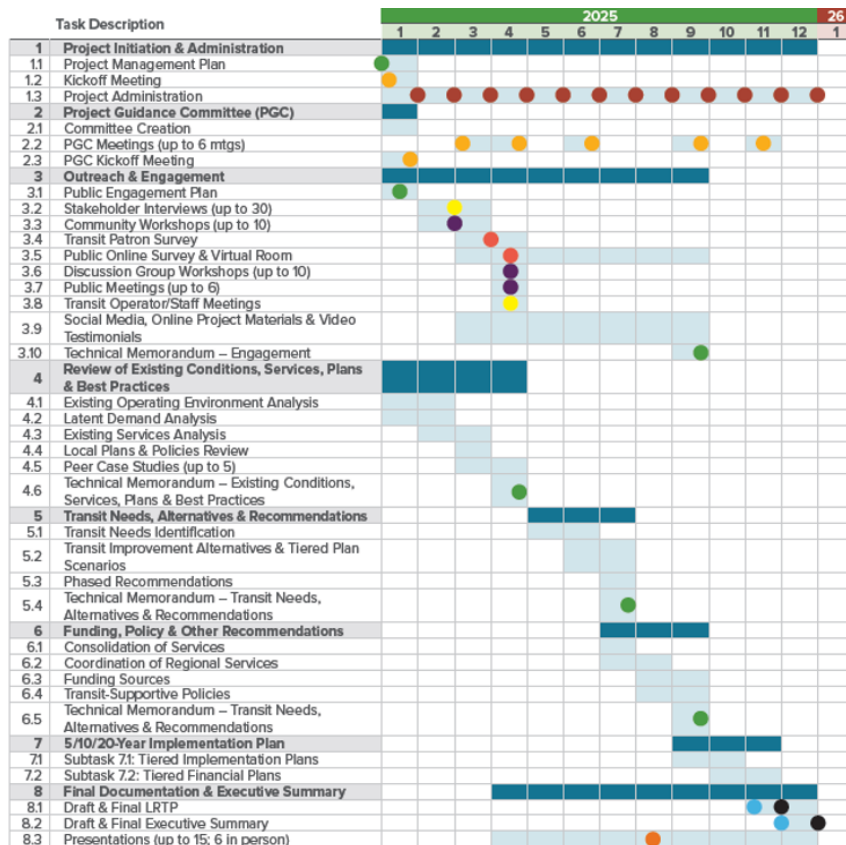 Task Description
2025 26
1 2 3 4 5 6 7 8 9 10 11 12 1
1 Project Initiation & Administration
1.1 Project Management Plan
1.2 Kickoff Meeting
1.3 Project Administration
2 Project Guidance Committee (PGC)
2.1 Committee Creation
2.2 PGC Meetings (up to 6 mtgs)
2.3 PGC Kickoff Meeting
3 Outreach & Engagement
3.1 Public Engagement Plan
3.2 Stakeholder Interviews (up to 30)
3.3 Community Workshops (up to 10)
3.4 Transit Patron Survey
3.5 Public Online Survey & Virtual Room
3.6 Discussion Group Workshops (up to 10)
3.7 Public Meetings (up to 6)
3.8 Transit Operator/Staff Meetings
3.9 Social Media, Online Project Materials & Video
Testimonials
3.10 Technical Memorandum – Engagement
4 Review of Existing Conditions, Services, Plans
& Best Practices
4.1 Existing Operating Environment Analysis
4.2 Latent Demand Analysis
4.3 Existing Services Analysis
4.4 Local Plans & Policies Review
4.5 Peer Case Studies (up to 5)
4.6 Technical Memorandum – Existing Conditions,
Services, Plans & Best Practices
5 Transit Needs, Alternatives & Recommendations
5.1 Transit Needs Identification
5.2 Transit Improvement Alternatives & Tiered Plan
Scenarios
5.3 Phased Recommendations
5.4 Technical Memorandum – Transit Needs,
Alternatives & Recommendations
6 Funding, Policy & Other Recommendations
6.1 Consolidation of Services
6.2 Coordination of Regional Services
6.3 Funding Sources
6.4 Transit-Supportive Policies
6.5 Technical Memorandum – Transit Needs,
Alternatives & Recommendations
7 5/10/20-Year Implementation Plan
7.1 Subtask 7.1: Tiered Implementation Plans
7.2 Subtask 7.2: Tiered Financial Plans
8 Final Documentation & Executive Summary
8.1 Draft & Final LRTP
8.2 Draft & Final Executive Summary
8.3 Presentations (up to 15; 6 in person)